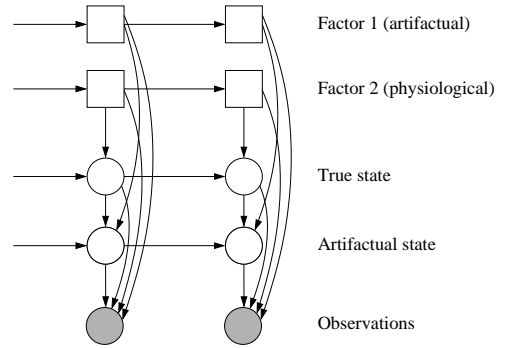 Factor 1 (artifactual)
Factor 2 (physiological)
True state
Artifactual state
Observations